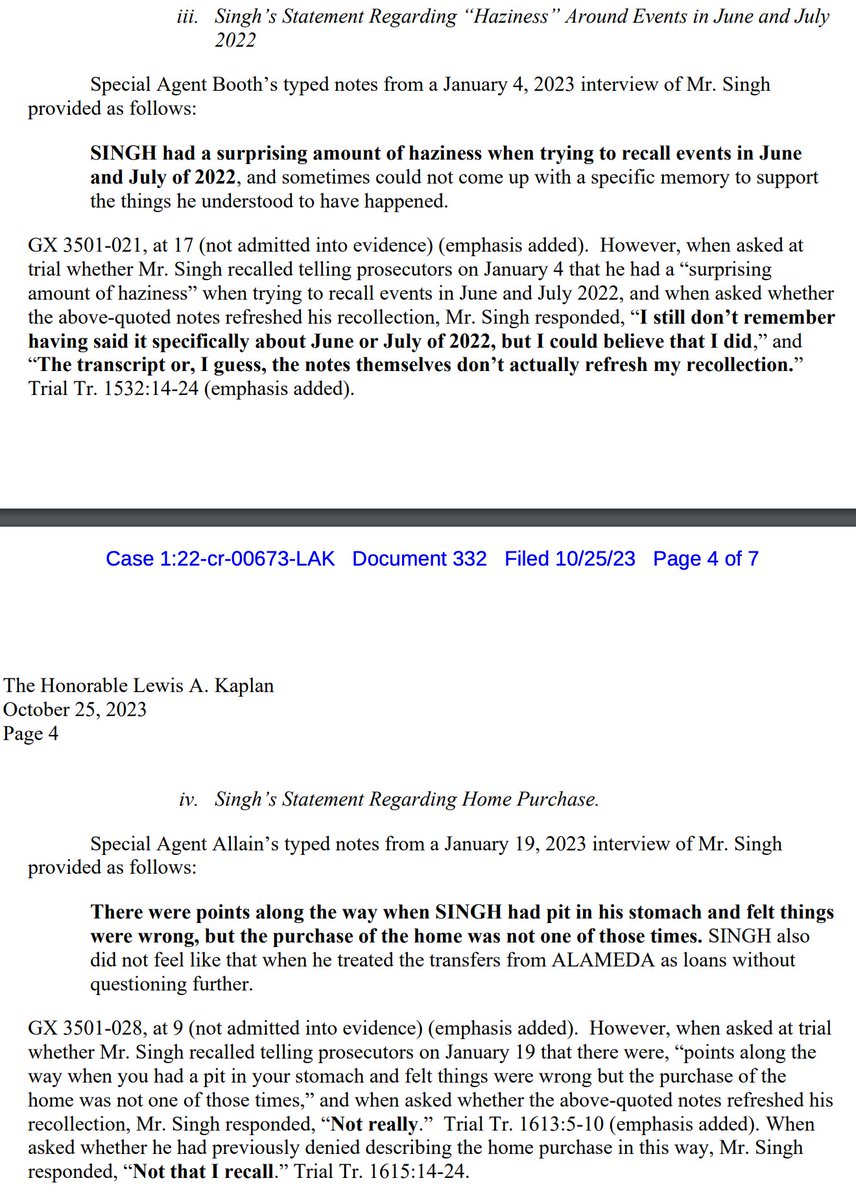 iii. Singh’s Statement Regarding “Haziness” Around Events in June and July
2022
Special Agent Booth’s typed notes from a January 4, 2023 interview of Mr. Singh
provided as follows:
SINGH had a surprising amount of haziness when trying to recall events in June
and July of 2022, and sometimes could not come up with a specific memory to support
the things he understood to have happened.
GX 3501-021, at 17 (not admitted into evidence) (emphasis added). However, when asked at
trial whether Mr. Singh recalled telling prosecutors on January 4 that he had a “surprising
amount of haziness” when trying to recall events in June and July 2022, and when asked whether
the above-quoted notes refreshed his recollection, Mr. Singh responded, “I still don’t remember
having said it specifically about June or July of 2022, but I could believe that I did,” and
“The transcript or, I guess, the notes themselves don’t actually refresh my recollection.”
Trial Tr. 1532:14-24 (emphasis added).
Case 1:22-cr-00673-LAK Document 332 Filed 10/25/23 Page 4 of 7
The Honorable Lewis A. Kaplan
October 25, 2023
Page 4
iv. Singh’s Statement Regarding Home Purchase.
Special Agent Allain’s typed notes from a January 19, 2023 interview of Mr. Singh
provided as follows:
There were points along the way when SINGH had pit in his stomach and felt things
were wrong, but the purchase of the home was not one of those times. SINGH also
did not feel like that when he treated the transfers from ALAMEDA as loans without
questioning further.
GX 3501-028, at 9 (not admitted into evidence) (emphasis added). However, when asked at trial
whether Mr. Singh recalled telling prosecutors on January 19 that there were, “points along the
way when you had a pit in your stomach and felt things were wrong but the purchase of the
home was not one of those times,” and when asked whether the above-quoted notes refreshed his
recollection, Mr. Singh responded, “Not really.” Trial Tr. 1613:5-10 (emphasis added). When
asked whether he had previously denied describing the home purchase in this way, Mr. Singh
responded, “Not that I recall.” Trial Tr. 1615:14-24.